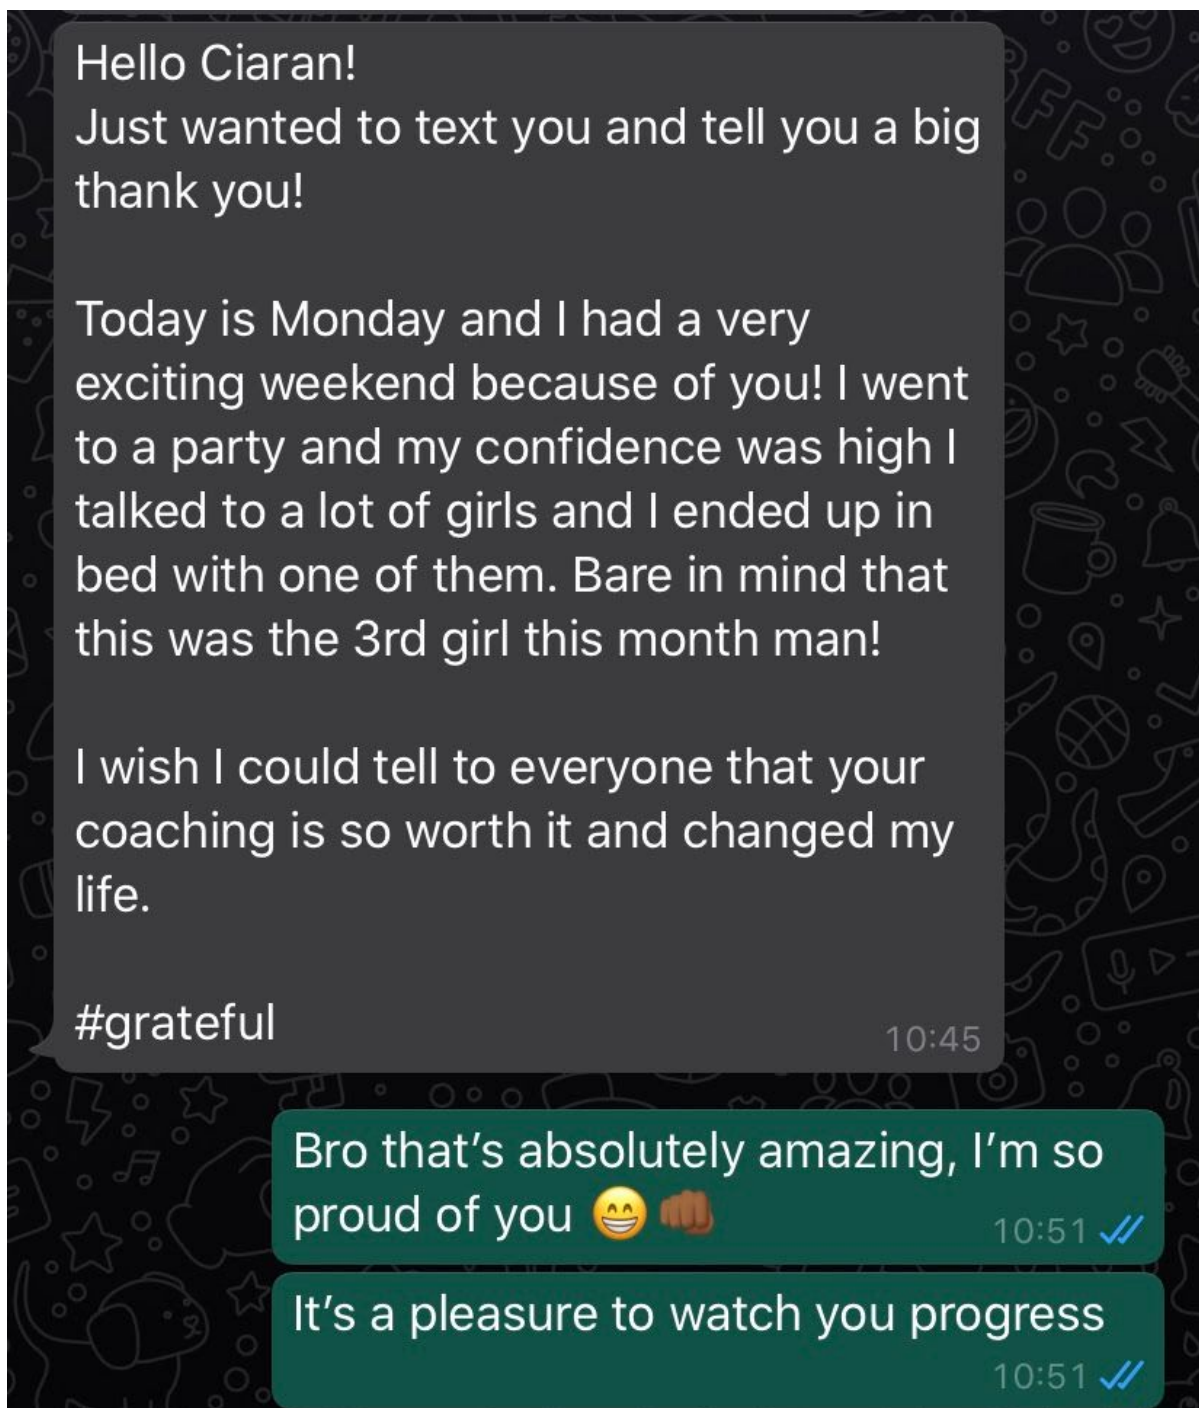 Hello Ciaran!
Just wanted to text you and tell you a big
thank you!
Today is Monday and I had a very
exciting weekend because of you! I went
to a party and my confidence was high I
talked to a lot of girls and I ended up in
bed with one of them. Bare in mind that
this was the 3rd girl this month man!
I wish I could tell to everyone that your
coaching is so worth it and changed my
life.
#grateful
10:45
Bro that’s absolutely amazing, I’m so
proud of you 😁👊🏾
10:51
It’s a pleasure to watch you progress
10:51